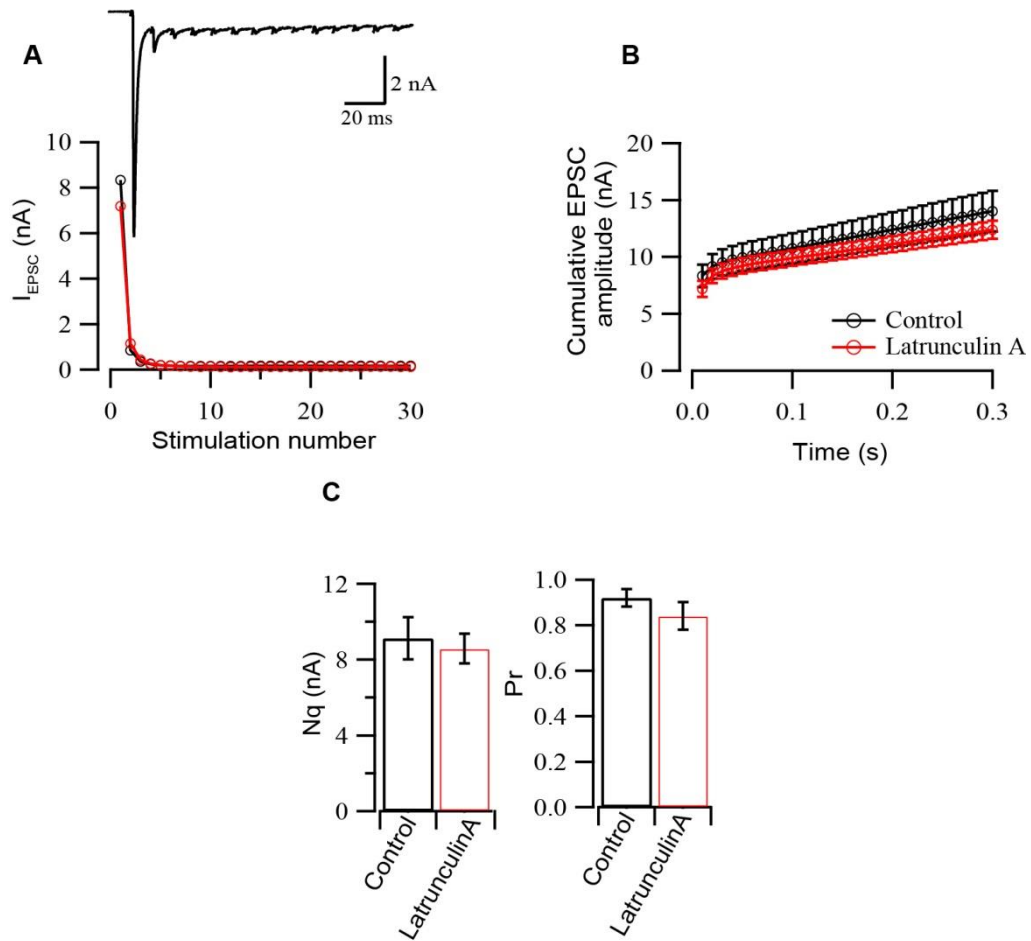 A
2 nA
20 ms
10
8
6
4
2
0
I_EPSC (nA)
0
10
20
30
Stimulation number
B
20
15
10
5
0
Cumulative EPSC
amplitude (nA)
Control
Latrunculin A
0.0
0.1
0.2
0.3
Time (s)
C
12
8
4
0
Nq (nA)
Control
LatrunculinA
1.0
0.8
0.6
0.4
0.2
0.0
Pr
Control
LatrunculinA